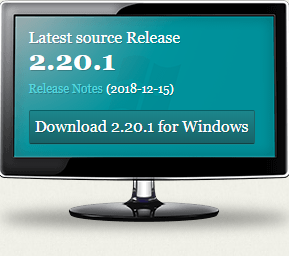 Latest source Release
2.20.1
Release Notes (2018-12-15)
Download 2.20.1 for Windows